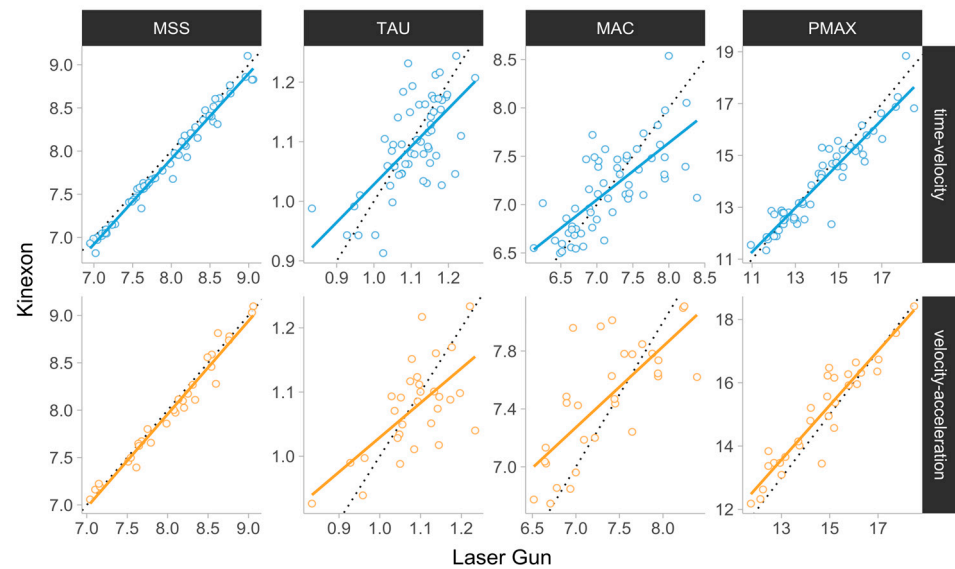 MSS TAU MAC PMAX
9.0 8.5 8.0 7.5 7.0
7.0 7.5 8.0 8.5 9.0
1.2 1.1 1.0 0.9
0.9 1.0 1.1 1.2
8.5 8.0 7.5 7.0 6.5
6.5 7.0 7.5 8.0 8.4
19 17 15 13 11
11 13 15 17
time-velocity
9.0 8.5 8.0 7.5 7.0
7.0 7.5 8.0 8.5 9.0
1.2 1.1 1.0
0.9 1.0 1.1 1.2
7.8 7.4 7.0
6.5 7.0 7.5 8.0
18 16 14 12
13 15 17
velocity-acceleration
Kinexon
Laser Gun